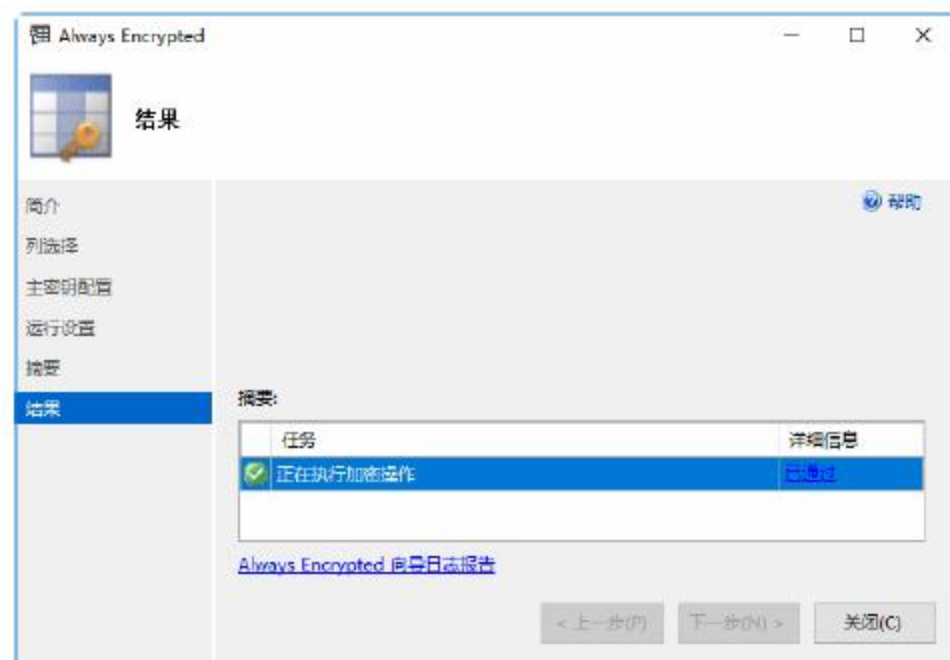 Always Encrypted
结果
帮助
简介
列选择
主密钥配置
运行设置
摘要
结果
摘要:
任务 详细信息
正在执行加密操作 已通过
Always Encrypted 向导日志报告
< 上一步(P) 下一步(N) > 关闭(C)